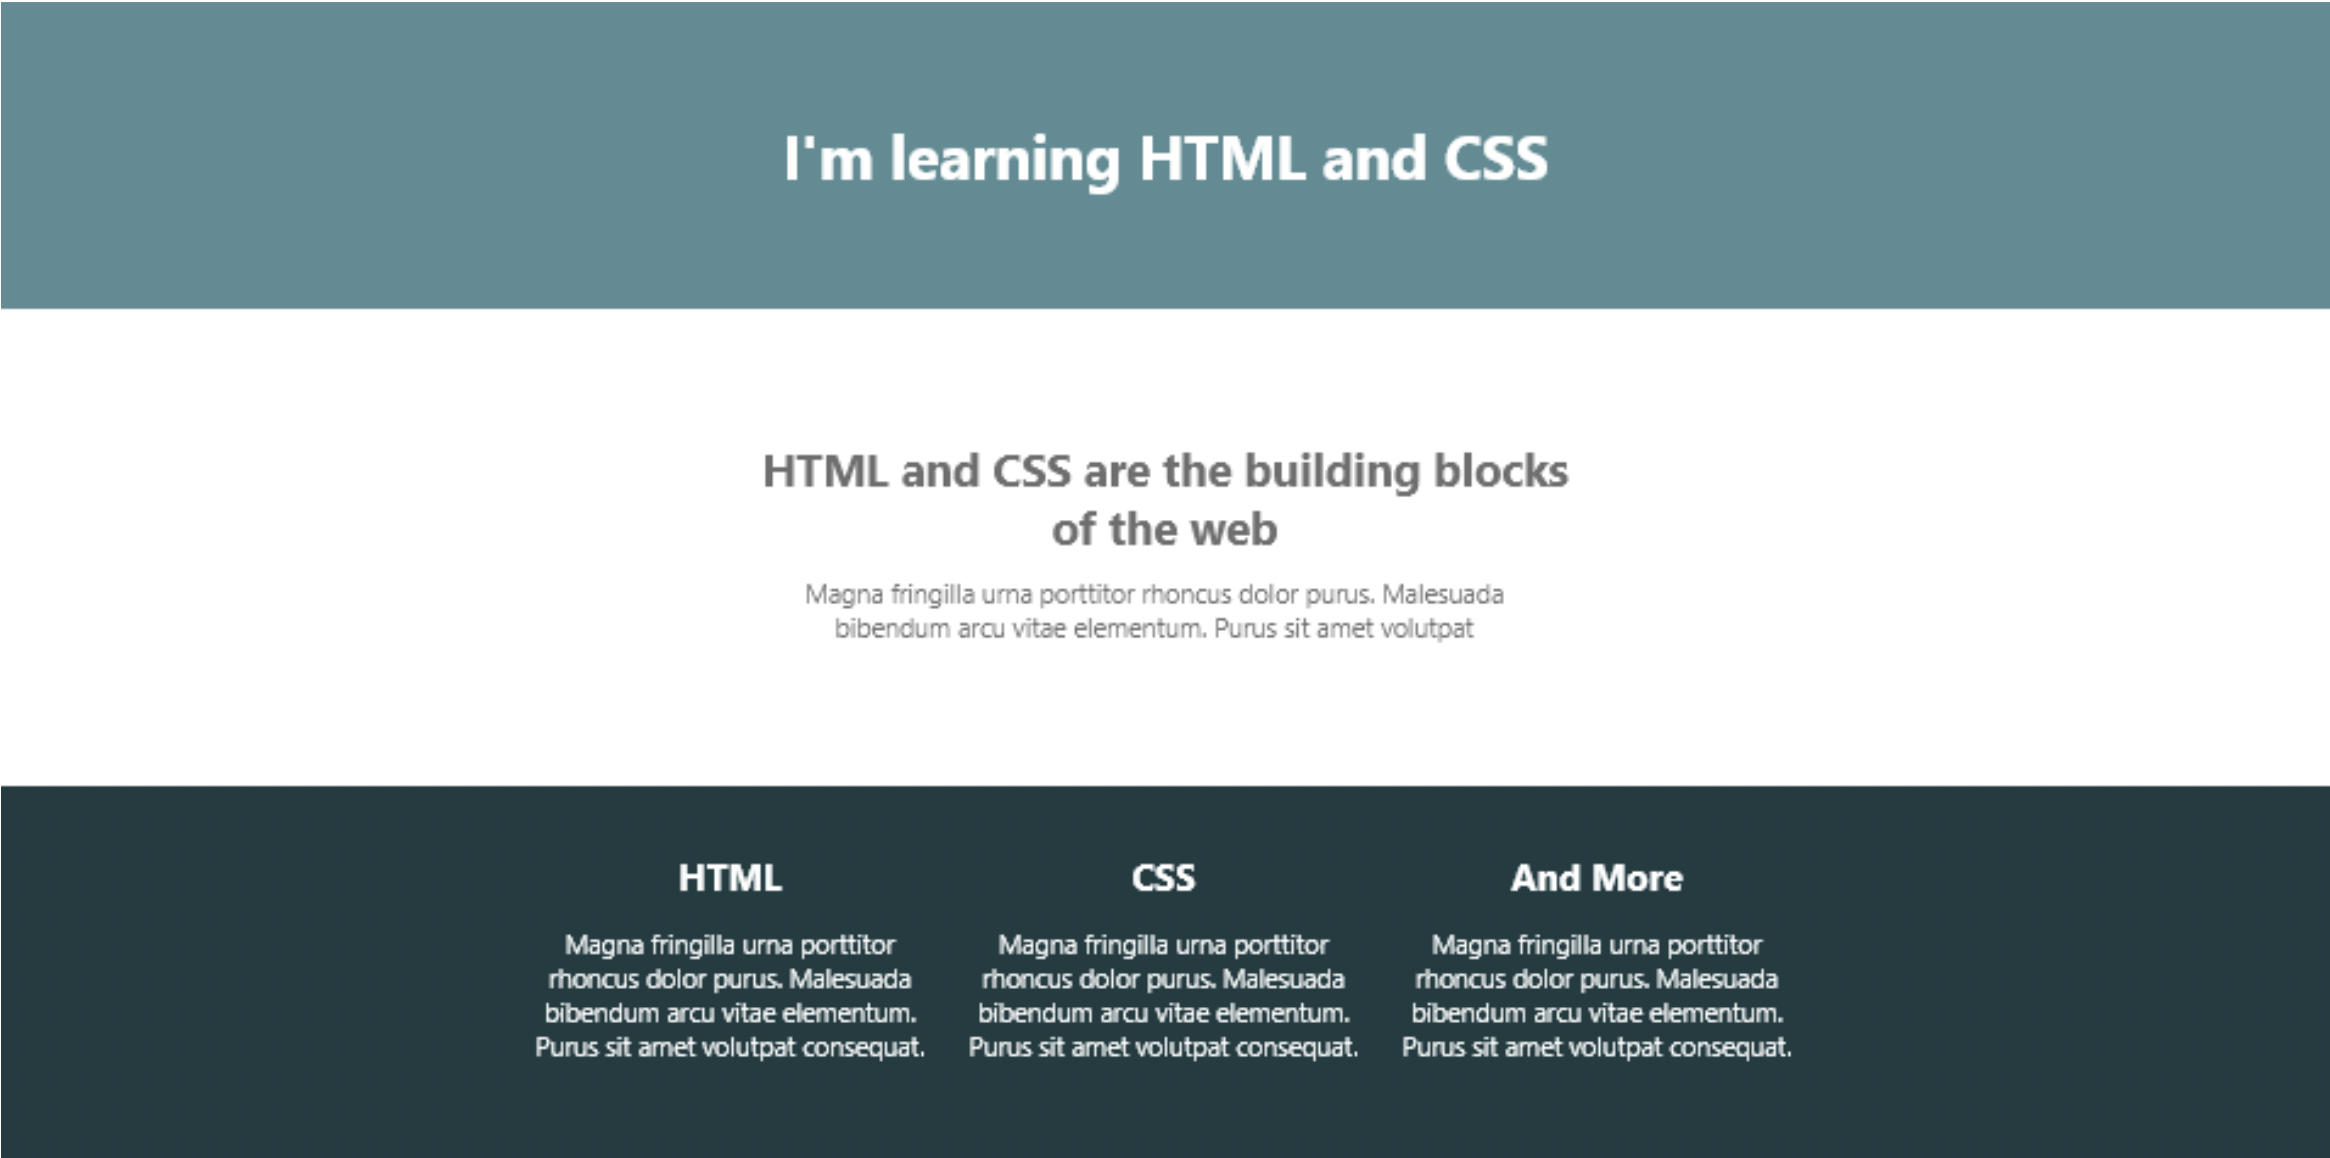 I'm learning HTML and CSS
HTML and CSS are the building blocks
of the web
Magna fringilla urna porttitor rhoncus dolor purus. Malesuada
bibendum arcu vitae elementum. Purus sit amet volutpat
HTML
Magna fringilla urna porttitor
rhoncus dolor purus. Malesuada
bibendum arcu vitae elementum.
Purus sit amet volutpat consequat.
CSS
Magna fringilla urna porttitor
rhoncus dolor purus. Malesuada
bibendum arcu vitae elementum.
Purus sit amet volutpat consequat.
And More
Magna fringilla urna porttitor
rhoncus dolor purus. Malesuada
bibendum arcu vitae elementum.
Purus sit amet volutpat consequat.